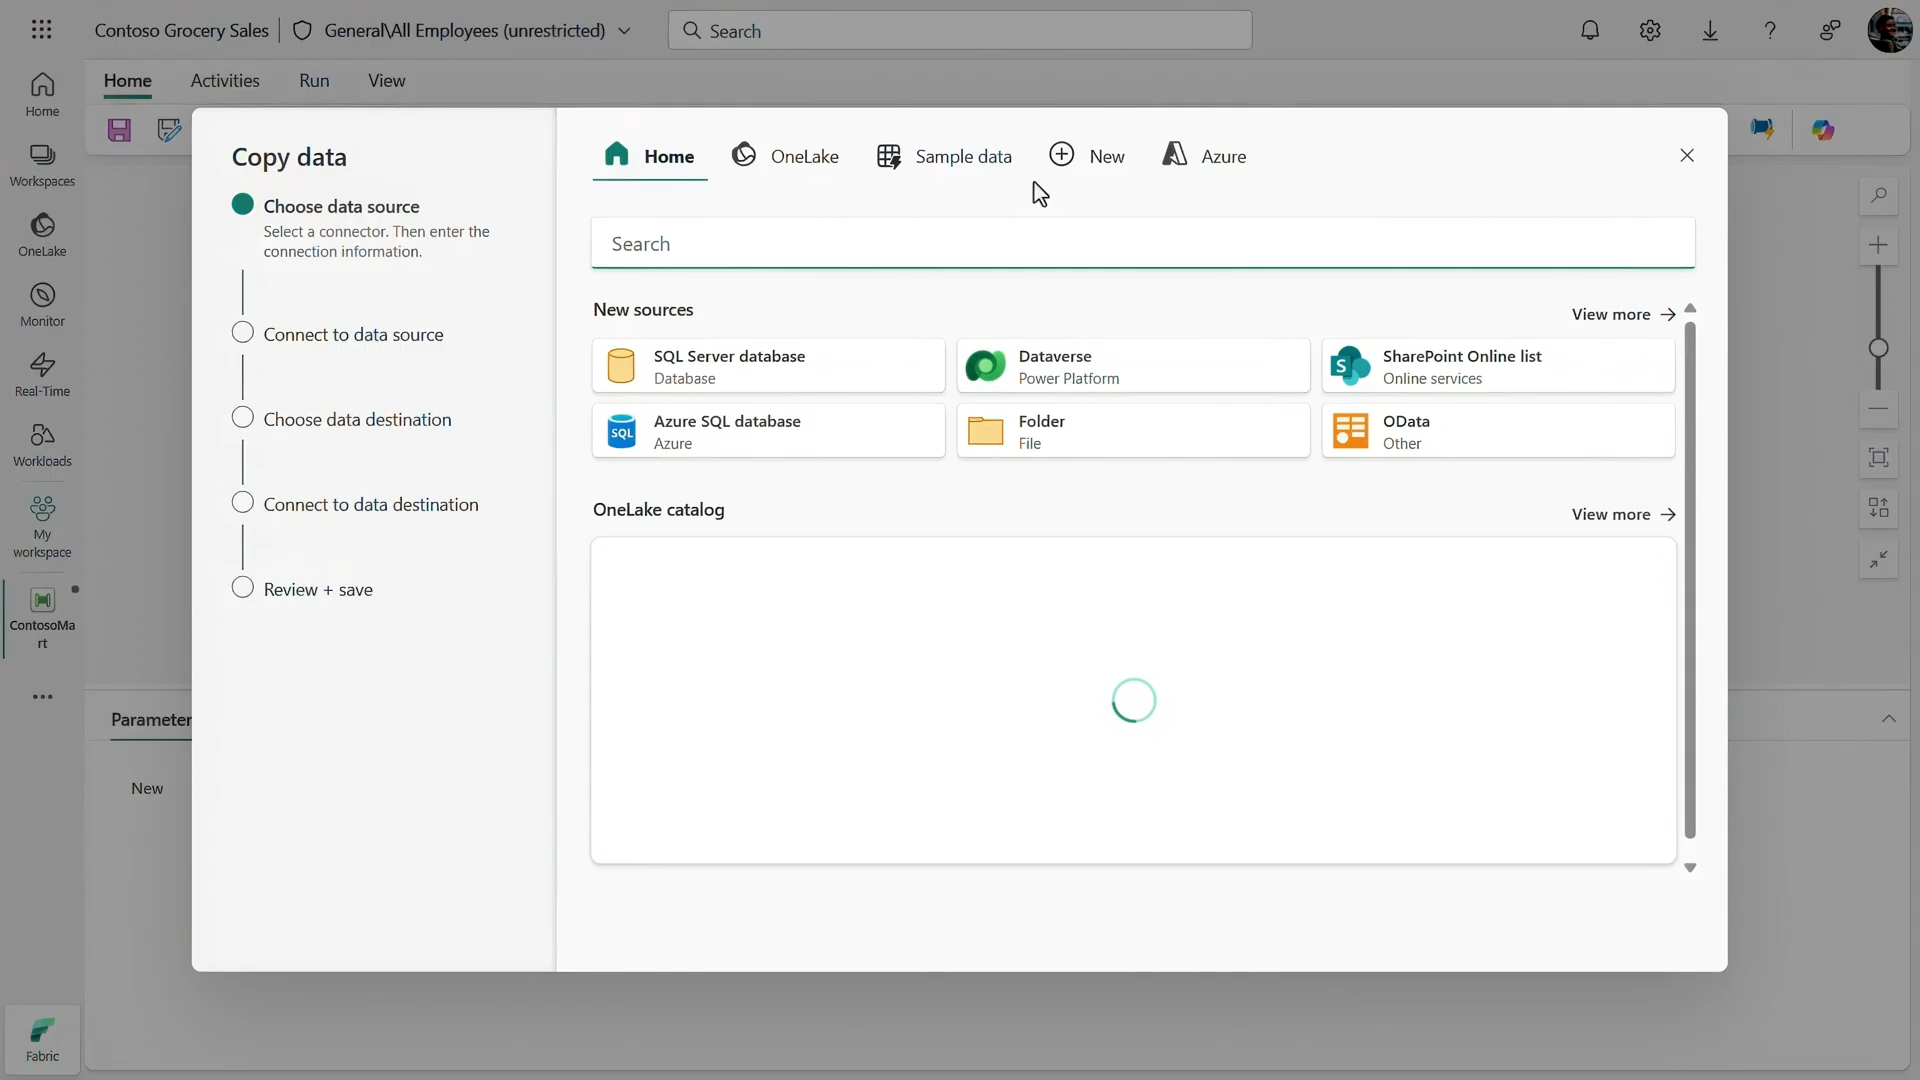 Contoso Grocery Sales
General\All Employees (unrestricted)
Search
Home
Activities
Run
View
Home
Workspaces
OneLake
Monitor
Real-Time
Workloads
My
workspace
ContosoMa
rt
Fabric
Copy data
Choose data source
Select a connector. Then enter the
connection information.
Connect to data source
Choose data destination
Connect to data destination
Review + save
Home
OneLake
Sample data
New
Azure
Search
New sources
View more
SQL Server database
Database
Dataverse
Power Platform
SharePoint Online list
Online services
SQL
Azure SQL database
Azure
Folder
File
OData
Other
OneLake catalog
View more
Parameter
New